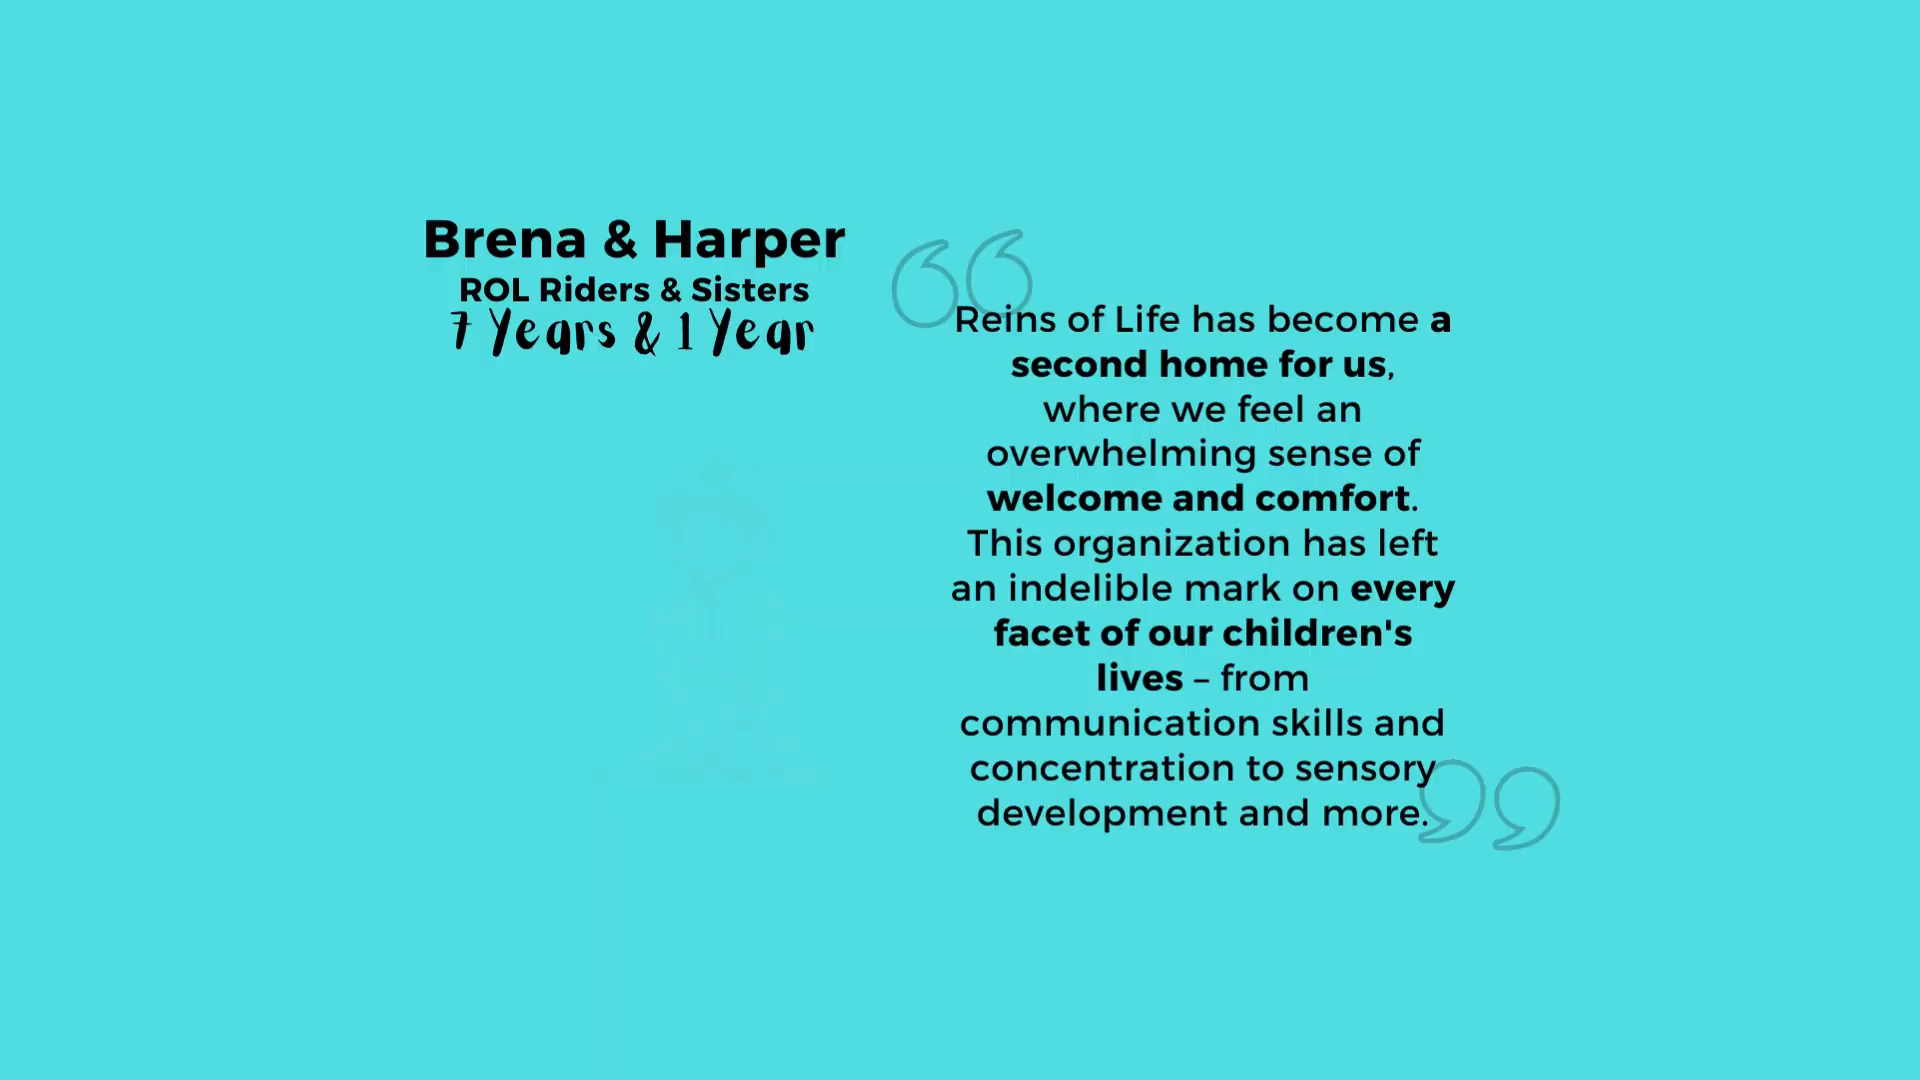 Brena & Harper
ROL Riders & Sisters
7 Years & 1 Year
Reins of Life has become a
second home for us,
where we feel an
overwhelming sense of
welcome and comfort.
This organization has left
an indelible mark on every
facet of our children's
lives – from
communication skills and
concentration to sensory
development and more.